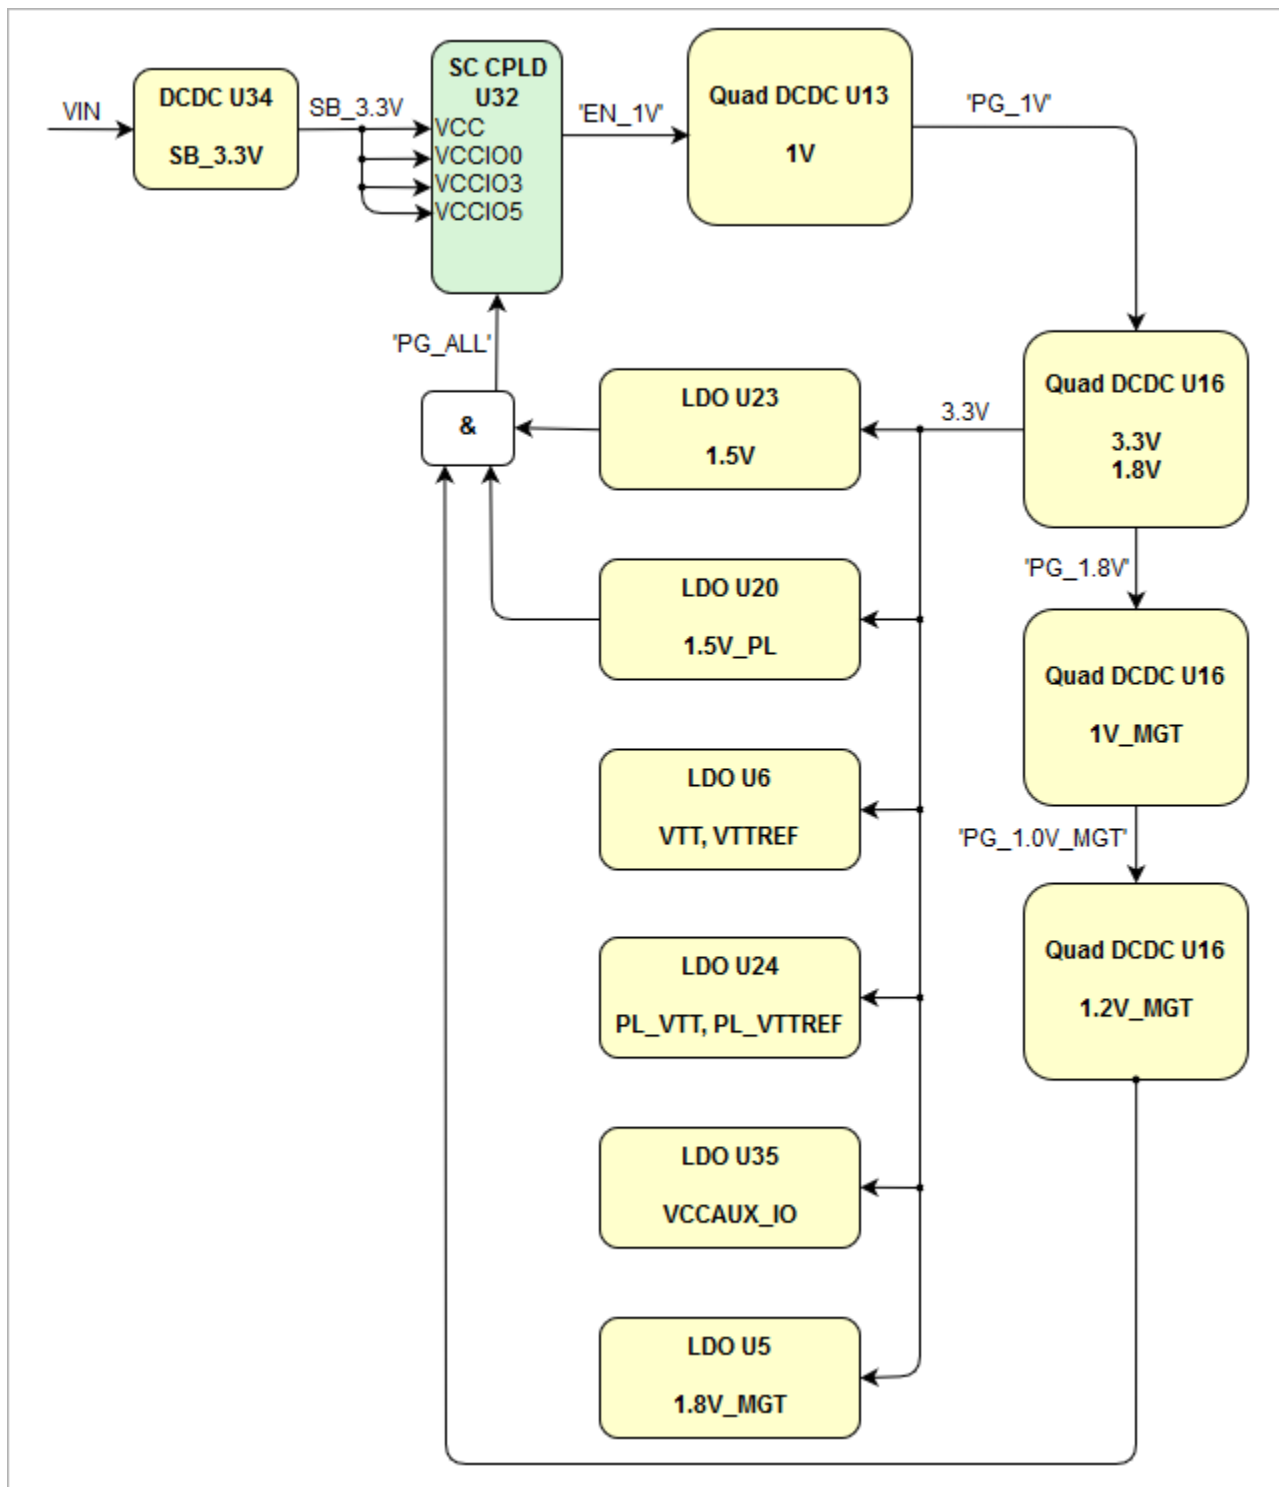 VIN
DCDC U34
SB_3.3V
SB_3.3V
SC CPLD
U32
VCC
VCCIO0
VCCIO3
VCCIO5
'EN_1V'
Quad DCDC U13
1V
'PG_1V'
'PG_ALL'
&
LDO U23
1.5V
3.3V
Quad DCDC U16
3.3V
1.8V
'PG_1.8V'
LDO U20
1.5V_PL
Quad DCDC U16
1V_MGT
LDO U6
VTT, VTTREF
'PG_1.0V_MGT'
Quad DCDC U16
1.2V_MGT
LDO U24
PL_VTT, PL_VTTREF
LDO U35
VCCAUX_IO
LDO U5
1.8V_MGT